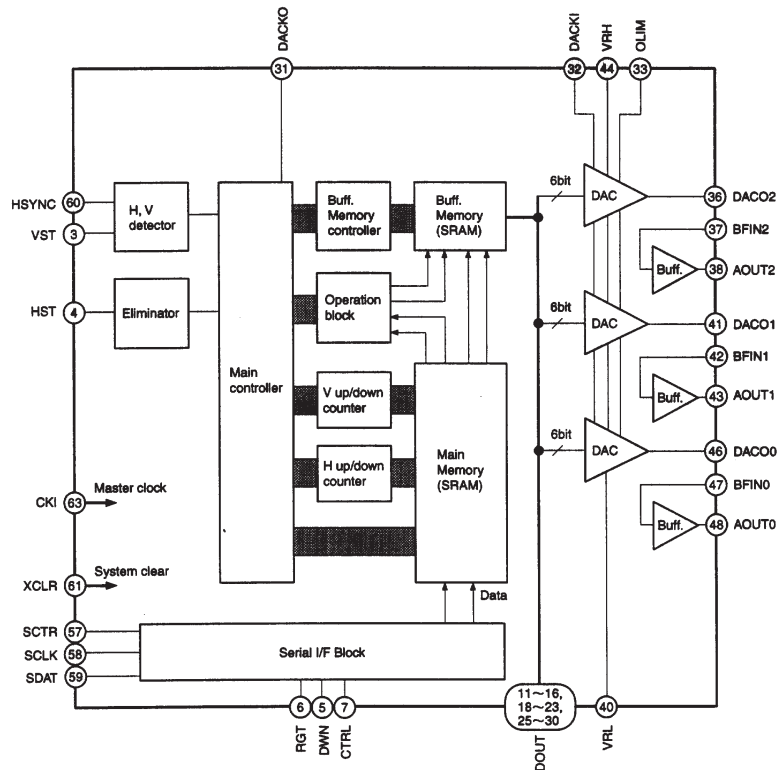 DACKO
DACKI
VRH
OLIM
31
32
44
33
HSYNC
60
VST
3
H, V
detector
HST
4
Eliminator
Main
controller
Buff.
Memory
controller
Buff.
Memory
(SRAM)
Operation
block
V up/down
counter
H up/down
counter
Main
Memory
(SRAM)
6bit
DAC
36
DACO2
37
BFIN2
Buff.
38
AOUT2
6bit
DAC
41
DACO1
42
BFIN1
Buff.
43
AOUT1
6bit
DAC
46
DACO0
47
BFIN0
Buff.
48
AOUT0
CKI
63
Master clock
XCLR
61
System clear
Data
SCTR
57
SCLK
58
SDAT
59
Serial I/F Block
6
5
7
RGT
DWN
CTRL
11~16,
18~23,
25~30
DOUT
40
VRL